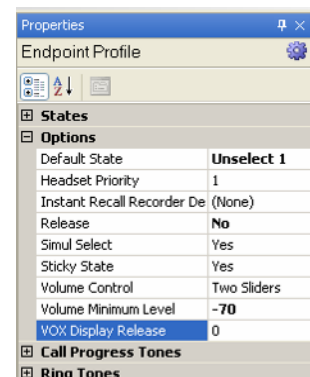 Properties
Endpoint Profile
States
Options
Default State Unselect 1
Headset Priority 1
Instant Recall Recorder De (None)
Release No
Simul Select Yes
Sticky State Yes
Volume Control Two Sliders
Volume Minimum Level -70
VOX Display Release 0
Call Progress Tones
Ring Tones